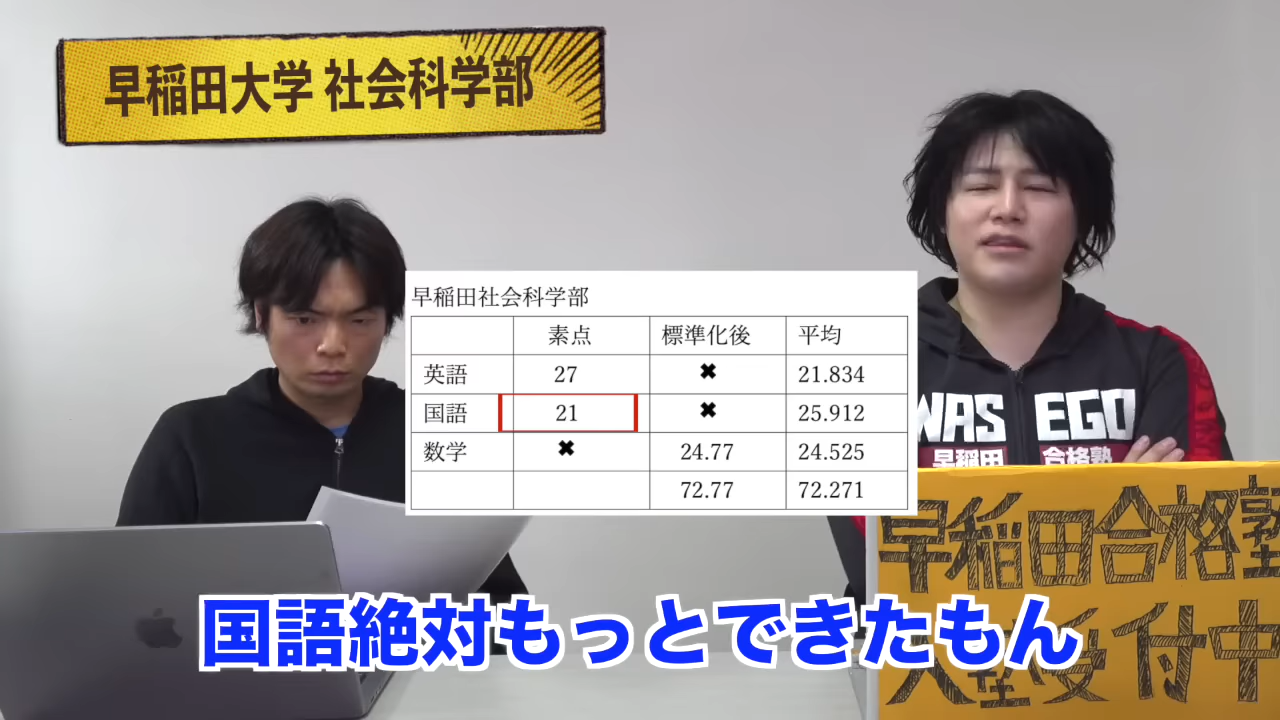 早稲田大学 社会科学部
早稲田社会科学部
素点 標準化後 平均
英語 27 ✖ 21.834
国語 21 ✖ 25.912
数学 ✖ 24.77 24.525
72.77 72.271
WAS EGO
早稲田 合格塾
早稲田合格塾
入塾受付中
国語絶対もっとできたもん